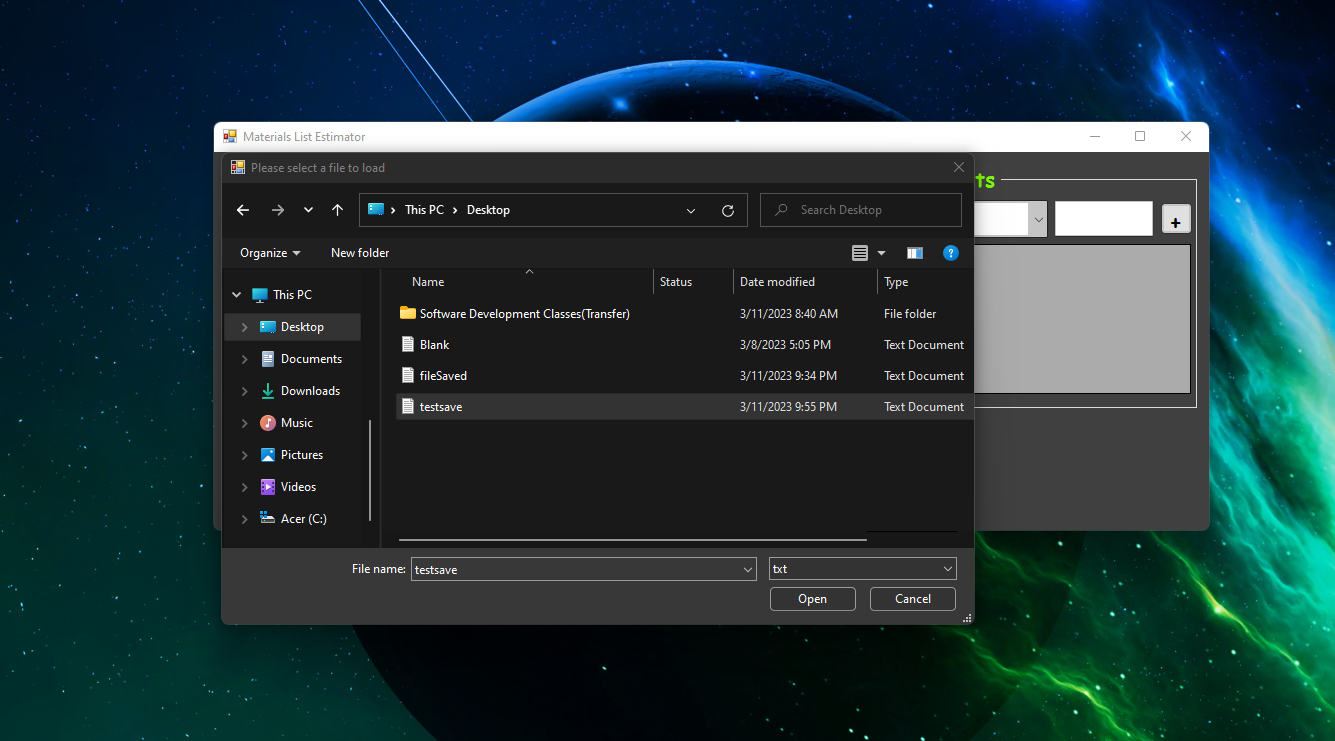 Materials List Estimator
Please select a file to load
ts
This PC
Desktop
Search Desktop
+
Organize
New folder
?
Name
Status
Date modified
Type
This PC
Desktop
Documents
Downloads
Music
Pictures
Videos
Acer (C:)
Software Development Classes(Transfer) 3/11/2023 8:40 AM File folder
Blank 3/8/2023 5:05 PM Text Document
fileSaved 3/11/2023 9:34 PM Text Document
testsave 3/11/2023 9:55 PM Text Document
File name: testsave txt
Open Cancel